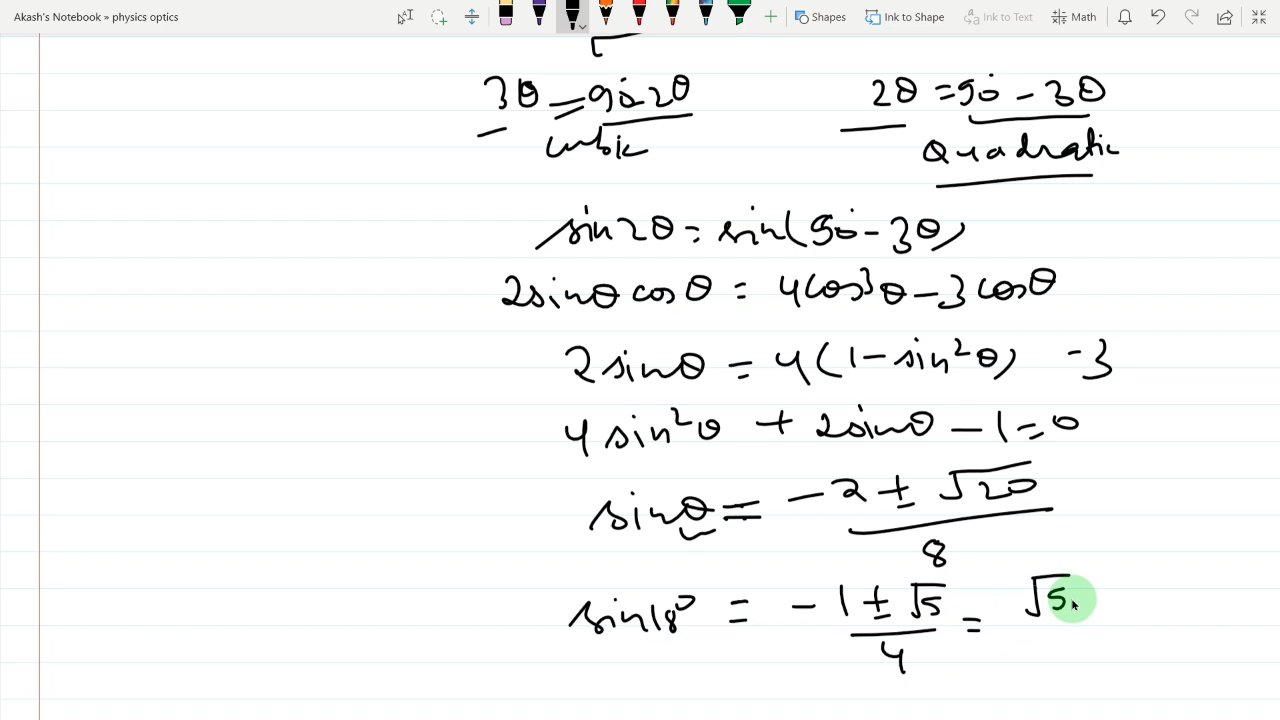 Akash's Notebook » physics optics
Shapes Ink to Shape Ink to Text Math
3θ = 90°-2θ 2θ = 90° - 3θ
cubic Quadratic
sin2θ = sin(90° - 3θ)
2sinθ cosθ = 4cos³θ - 3cosθ
2sinθ = 4(1 - sin²θ) -3
4sin²θ + 2sinθ - 1 = 0
sinθ = -2 ± √20
8
sin18° = -1 ± √5 = √5
4